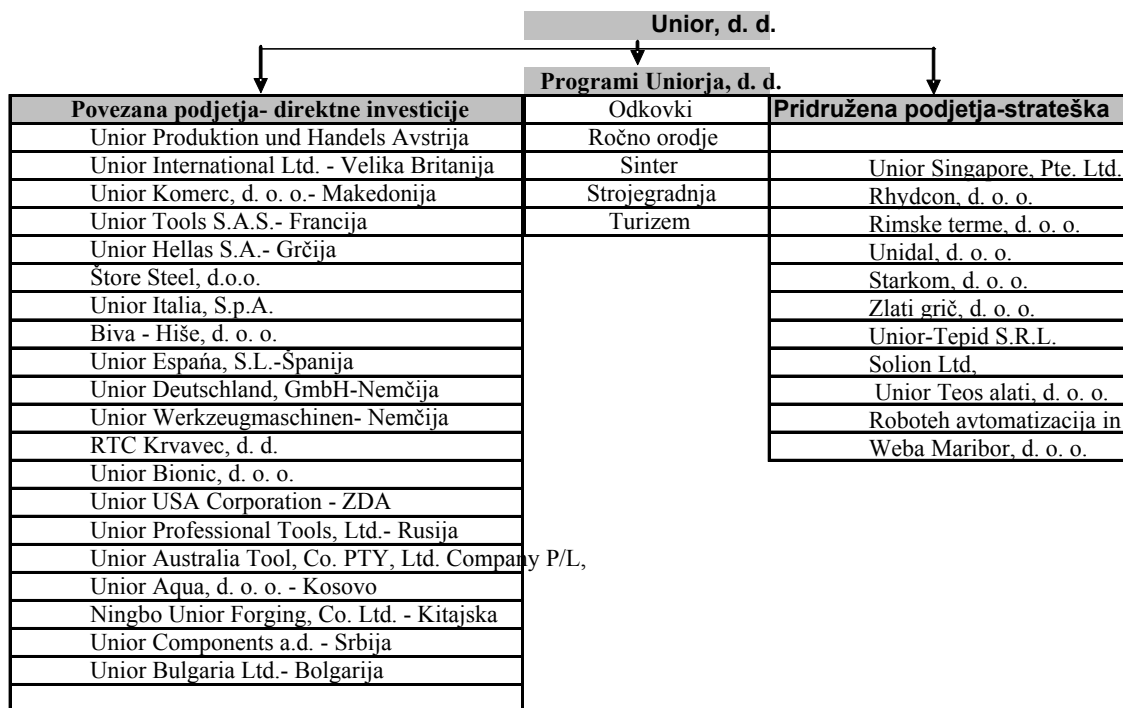 Unior, d. d.
Programi Uniorja, d. d.
Povezana podjetja- direktne investicije
Unior Produktion und Handels Avstrija
Unior International Ltd. - Velika Britanija
Unior Komerc, d. o. o.- Makedonija
Unior Tools S.A.S.- Francija
Unior Hellas S.A.- Grčija
Štore Steel, d.o.o.
Unior Italia, S.p.A.
Biva - Hiše, d. o. o.
Unior Espańa, S.L.-Španija
Unior Deutschland, GmbH-Nemčija
Unior Werkzeugmaschinen- Nemčija
RTC Krvavec, d. d.
Unior Bionic, d. o. o.
Unior USA Corporation - ZDA
Unior Professional Tools, Ltd.- Rusija
Unior Australia Tool, Co. PTY, Ltd. Company P/L,
Unior Aqua, d. o. o. - Kosovo
Ningbo Unior Forging, Co. Ltd. - Kitajska
Unior Components a.d. - Srbija
Unior Bulgaria Ltd.- Bolgarija
Odkovki
Ročno orodje
Sinter
Strojegradnja
Turizem
Pridružena podjetja-strateška
Unior Singapore, Pte. Ltd.
Rhydcon, d. o. o.
Rimske terme, d. o. o.
Unidal, d. o. o.
Starkom, d. o. o.
Zlati grič, d. o. o.
Unior-Tepid S.R.L.
Solion Ltd,
Unior Teos alati, d. o. o.
Roboteh avtomatizacija in
Weba Maribor, d. o. o.